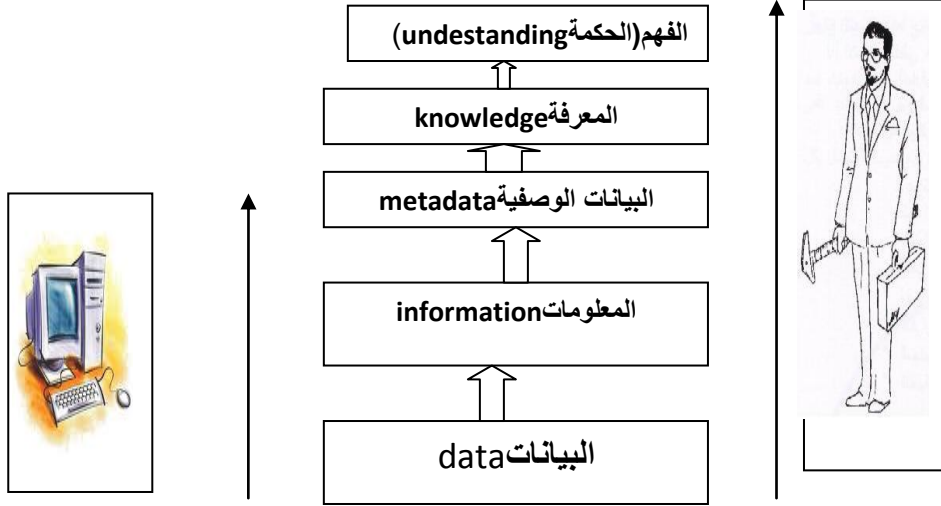 الفهم(الحكمةundestanding)
المعرفةknowledge
البيانات الوصفيةmetadata
المعلوماتinformation
البياناتdata